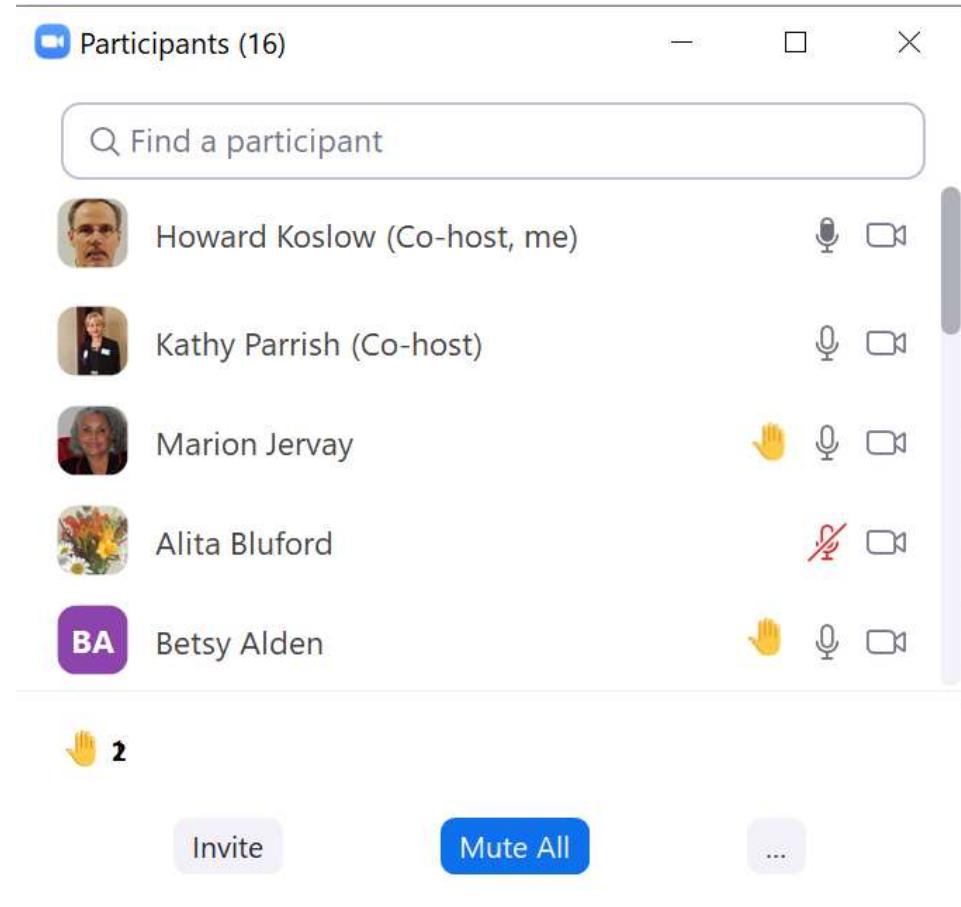 Participants (16)
Find a participant
Howard Koslow (Co-host, me)
Kathy Parrish (Co-host)
Marion Jervay
Alita Bluford
BA Betsy Alden
2
Invite Mute All ...